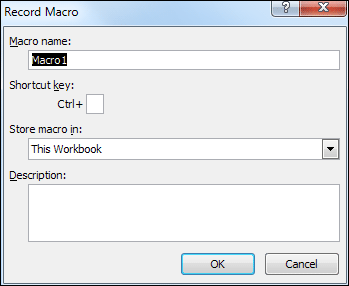 Record Macro
Macro name:
Macro1
Shortcut key:
Ctrl+
Store macro in:
This Workbook
Description:
OK Cancel